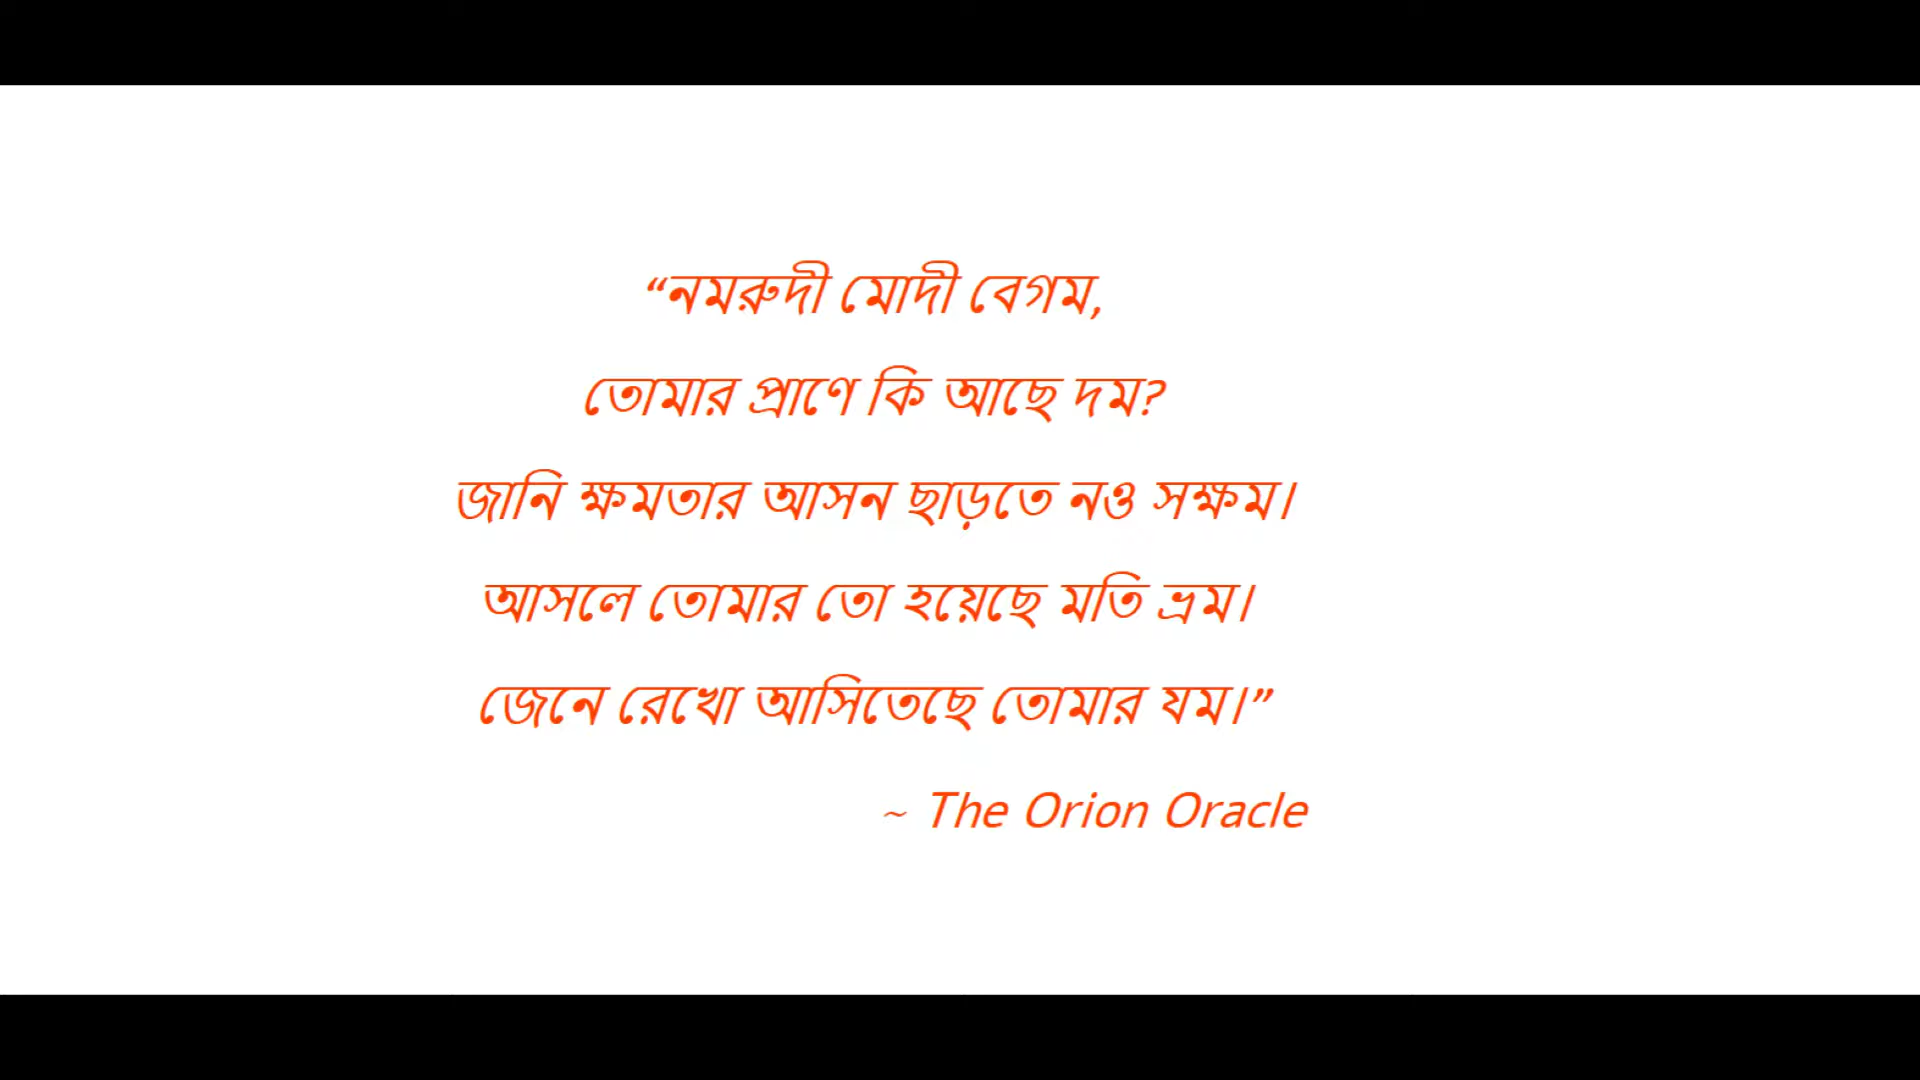 “নমরুদী মোদী বেগম,
তোমার প্রাণে কি আছে দম?
জানি ক্ষমতার আসন ছাড়তে নও সক্ষম।
আসলে তোমার তো হয়েছে মতি ভ্রম।
জেনে রেখো আসিতেছে তোমার যম।”
~ The Orion Oracle